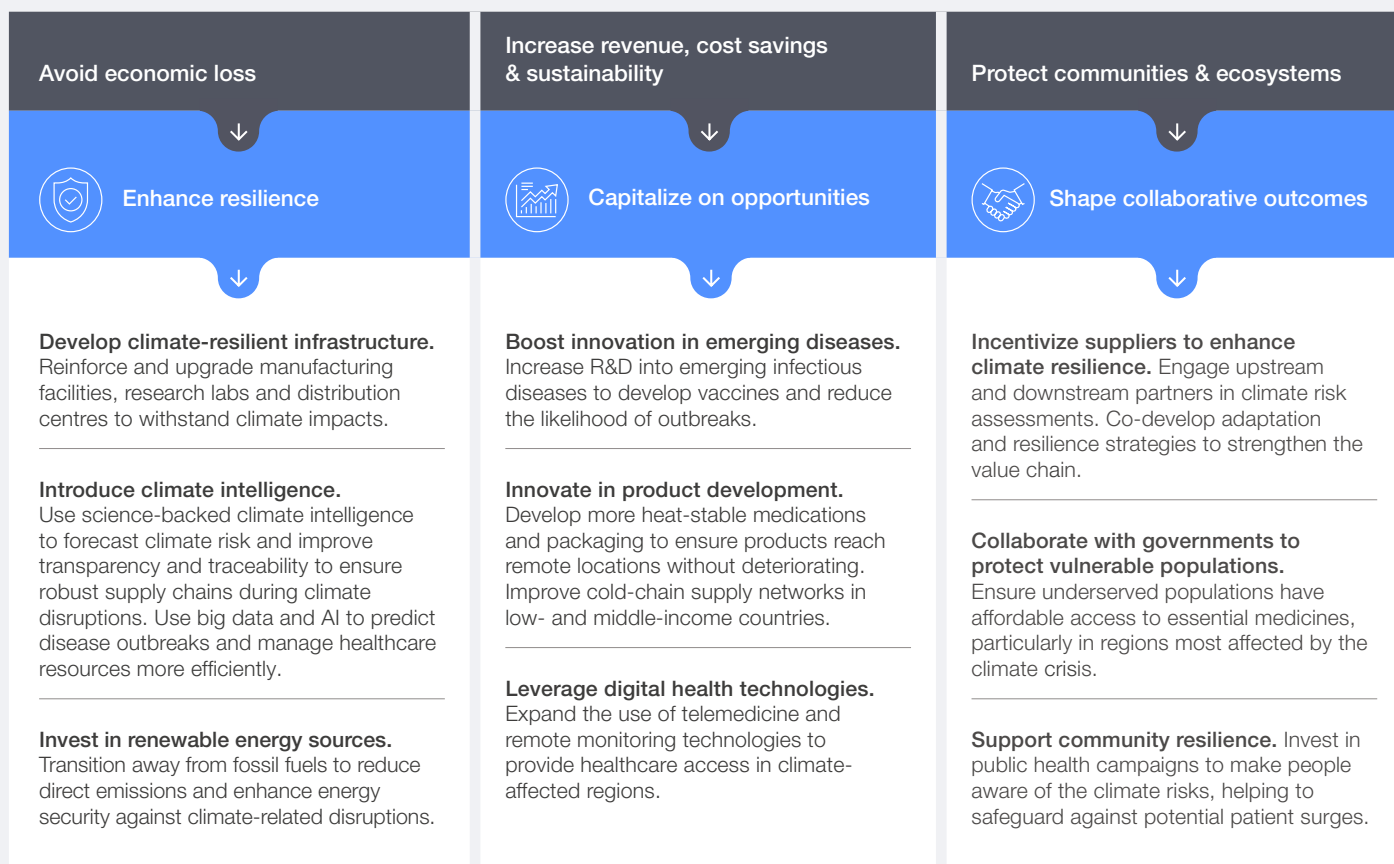 Avoid economic loss
Enhance resilience
Develop climate-resilient infrastructure.
Reinforce and upgrade manufacturing
facilities, research labs and distribution
centres to withstand climate impacts.
Introduce climate intelligence.
Use science-backed climate intelligence
to forecast climate risk and improve
transparency and traceability to ensure
robust supply chains during climate
disruptions. Use big data and AI to predict
disease outbreaks and manage healthcare
resources more efficiently.
Invest in renewable energy sources.
Transition away from fossil fuels to reduce
direct emissions and enhance energy
security against climate-related disruptions.
Increase revenue, cost savings
& sustainability
Capitalize on opportunities
Boost innovation in emerging diseases.
Increase R&D into emerging infectious
diseases to develop vaccines and reduce
the likelihood of outbreaks.
Innovate in product development.
Develop more heat-stable medications
and packaging to ensure products reach
remote locations without deteriorating.
Improve cold-chain supply networks in
low- and middle-income countries.
Leverage digital health technologies.
Expand the use of telemedicine and
remote monitoring technologies to
provide healthcare access in climate-
affected regions.
Protect communities & ecosystems
Shape collaborative outcomes
Incentivize suppliers to enhance
climate resilience. Engage upstream
and downstream partners in climate risk
assessments. Co-develop adaptation
and resilience strategies to strengthen the
value chain.
Collaborate with governments to
protect vulnerable populations.
Ensure underserved populations have
affordable access to essential medicines,
particularly in regions most affected by the
climate crisis.
Support community resilience. Invest in
public health campaigns to make people
aware of the climate risks, helping to
safeguard against potential patient surges.